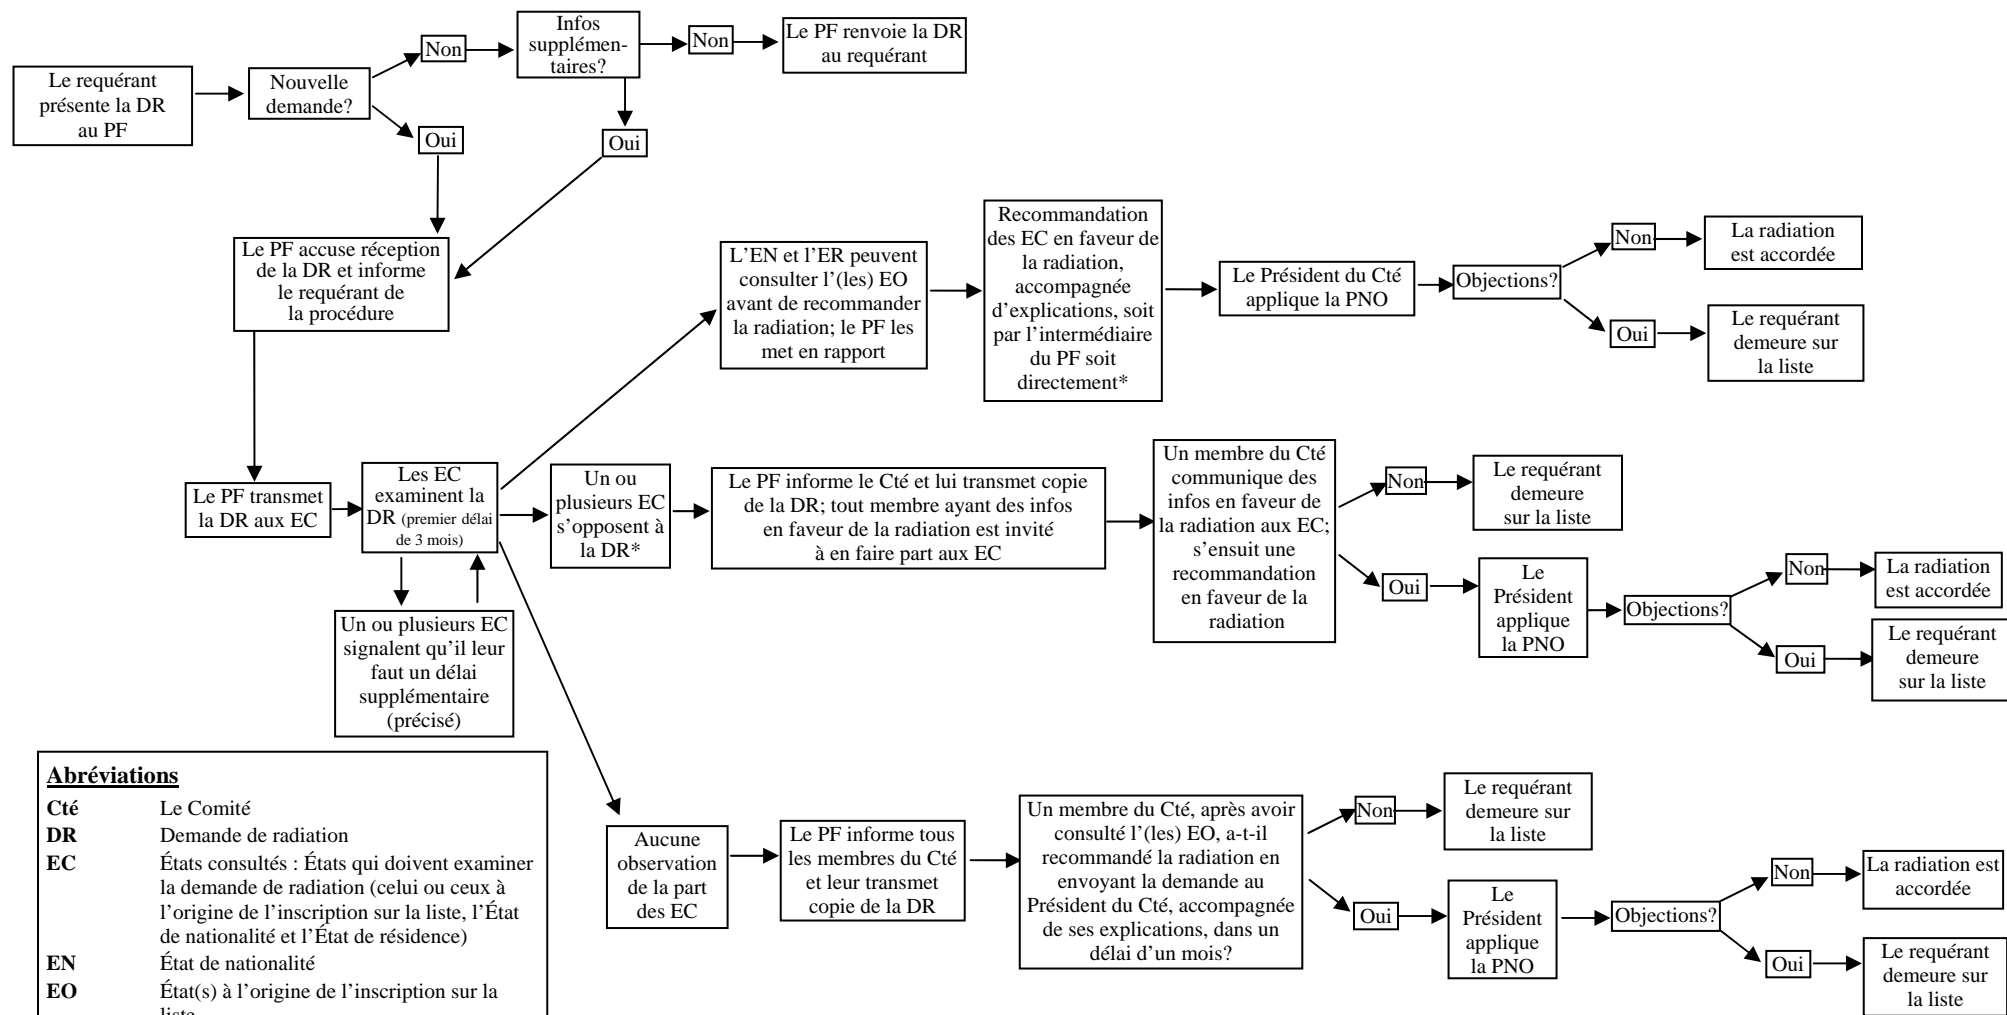 Le requérant
présente la DR
au PF
Nouvelle
demande?
Non
Oui
Infos
supplémen-
taires?
Non
Oui
Le PF renvoie la DR
au requérant
Le PF accuse réception
de la DR et informe
le requérant de
la procédure
Le PF transmet
la DR aux EC
Les EC
examinent la
DR (premier délai
de 3 mois)
Un ou plusieurs EC
signalent qu'il leur
faut un délai
supplémentaire
(précisé)
L'EN et l'ER peuvent
consulter l'(les) EO
avant de recommander
la radiation; le PF les
met en rapport
Recommandation
des EC en faveur de
la radiation,
accompagnée
d'explications, soit
par l'intermédiaire
du PF soit
directement*
Le Président du Cté
applique la PNO
Objections?
Non
La radiation
est accordée
Oui
Le requérant
demeure sur
la liste
Un ou
plusieurs EC
s'opposent à
la DR*
Le PF informe le Cté et lui transmet copie
de la DR; tout membre ayant des infos
en faveur de la radiation est invité
à en faire part aux EC
Un membre du Cté
communique des
infos en faveur de
la radiation aux EC;
s'ensuit une
recommandation
en faveur de la
radiation
Non
Le requérant
demeure
sur la liste
Oui
Le
Président
applique
la PNO
Objections?
Non
La radiation
est accordée
Oui
Le requérant
demeure
sur la liste
Aucune
observation
de la part
des EC
Le PF informe tous
les membres du Cté
et leur transmet
copie de la DR
Un membre du Cté, après avoir
consulté l'(les) EO, a-t-il
recommandé la radiation en
envoyant la demande au
Président du Cté, accompagnée
de ses explications, dans un
délai d'un mois?
Non
Le requérant
demeure sur
la liste
Oui
Le
Président
applique
la PNO
Objections?
Non
La radiation est
accordée
Oui
Le requérant
demeure sur
la liste
Abréviations
Cté Le Comité
DR Demande de radiation
EC États consultés : États qui doivent examiner
la demande de radiation (celui ou ceux à
l'origine de l'inscription sur la liste, l'État
de nationalité et l'État de résidence)
EN État de nationalité
EO État(s) à l'origine de l'inscription sur la
liste